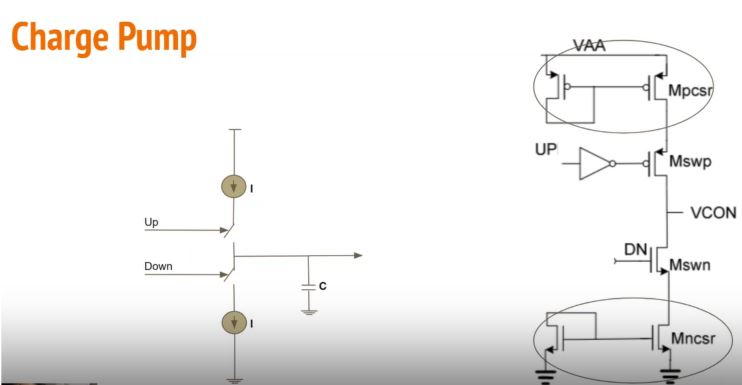 Charge Pump
VAA
Mpcsr
UP
Mswp
I
Up
VCON
DN
Down
Mswn
C
I
Mncsr